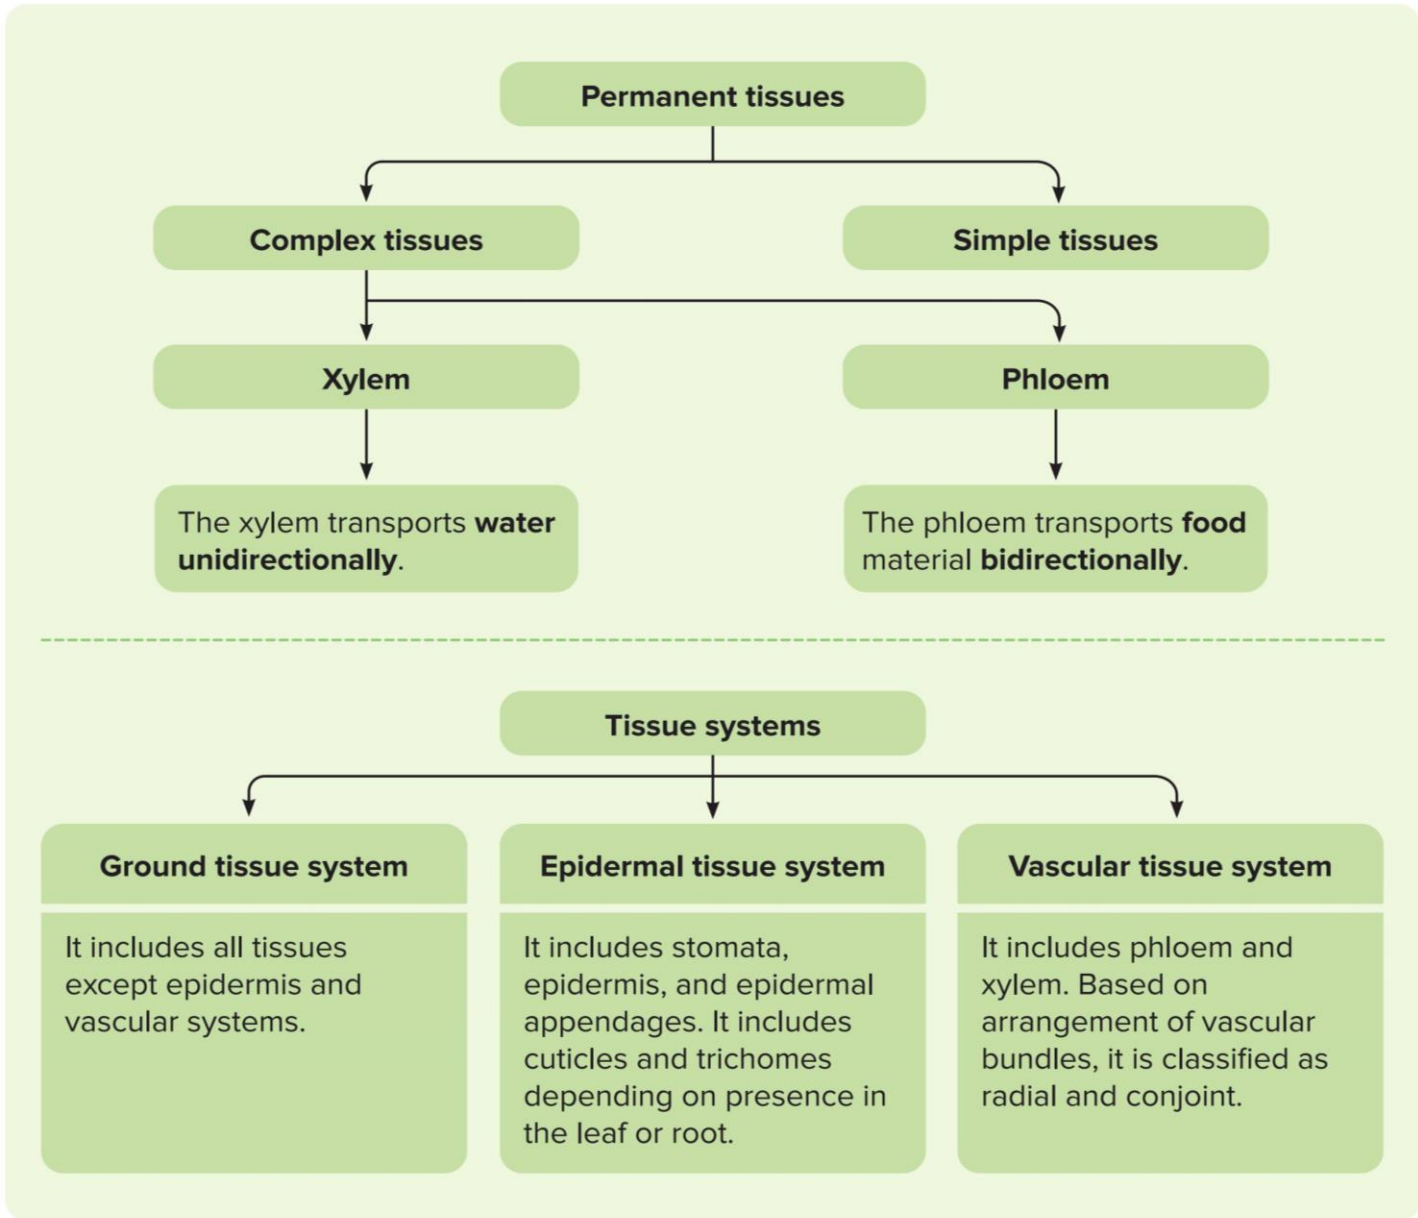 Permanent tissues
Complex tissues
Simple tissues
Xylem
Phloem
The xylem transports water
unidirectionally.
The phloem transports food
material bidirectionally.
Tissue systems
Ground tissue system
It includes all tissues
except epidermis and
vascular systems.
Epidermal tissue system
It includes stomata,
epidermis, and epidermal
appendages. It includes
cuticles and trichomes
depending on presence in
the leaf or root.
Vascular tissue system
It includes phloem and
xylem. Based on
arrangement of vascular
bundles, it is classified as
radial and conjoint.